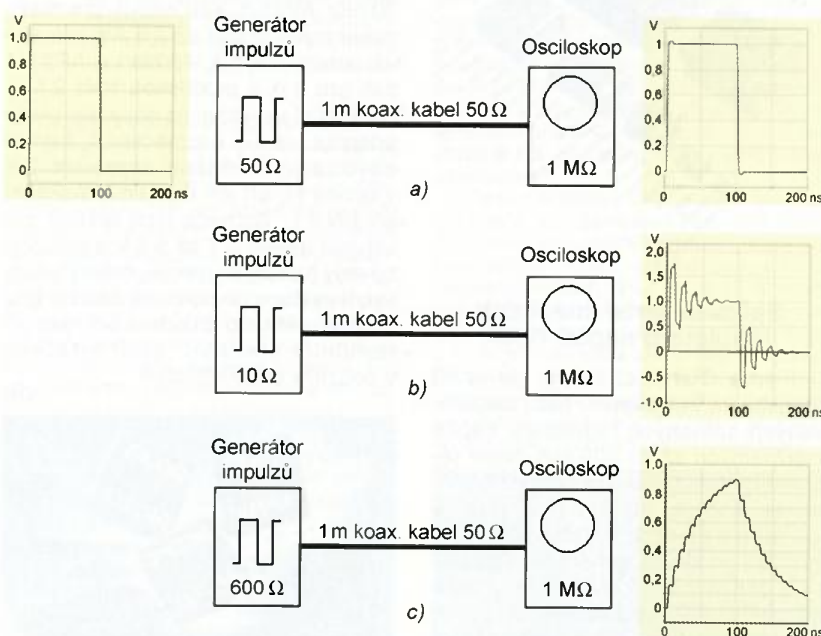 V
1,0
0,8
0,6
0,4
0,2
0
0
100
200 ns
Generátor
impulzů
50 Ω
1 m koax. kabel 50 Ω
Osciloskop
1 MΩ
a)
V
1
0,8
0,6
0,4
0,2
0
0
100
200 ns
Generátor
impulzů
10 Ω
1 m koax. kabel 50 Ω
Osciloskop
1 MΩ
b)
V
2,0
1,5
1,0
0,5
0
-0,5
-1,0
0
100
200 ns
Generátor
impulzů
600 Ω
1 m koax. kabel 50 Ω
Osciloskop
1 MΩ
c)
V
1,0
0,8
0,6
0,4
0,2
0
0
100
200 ns